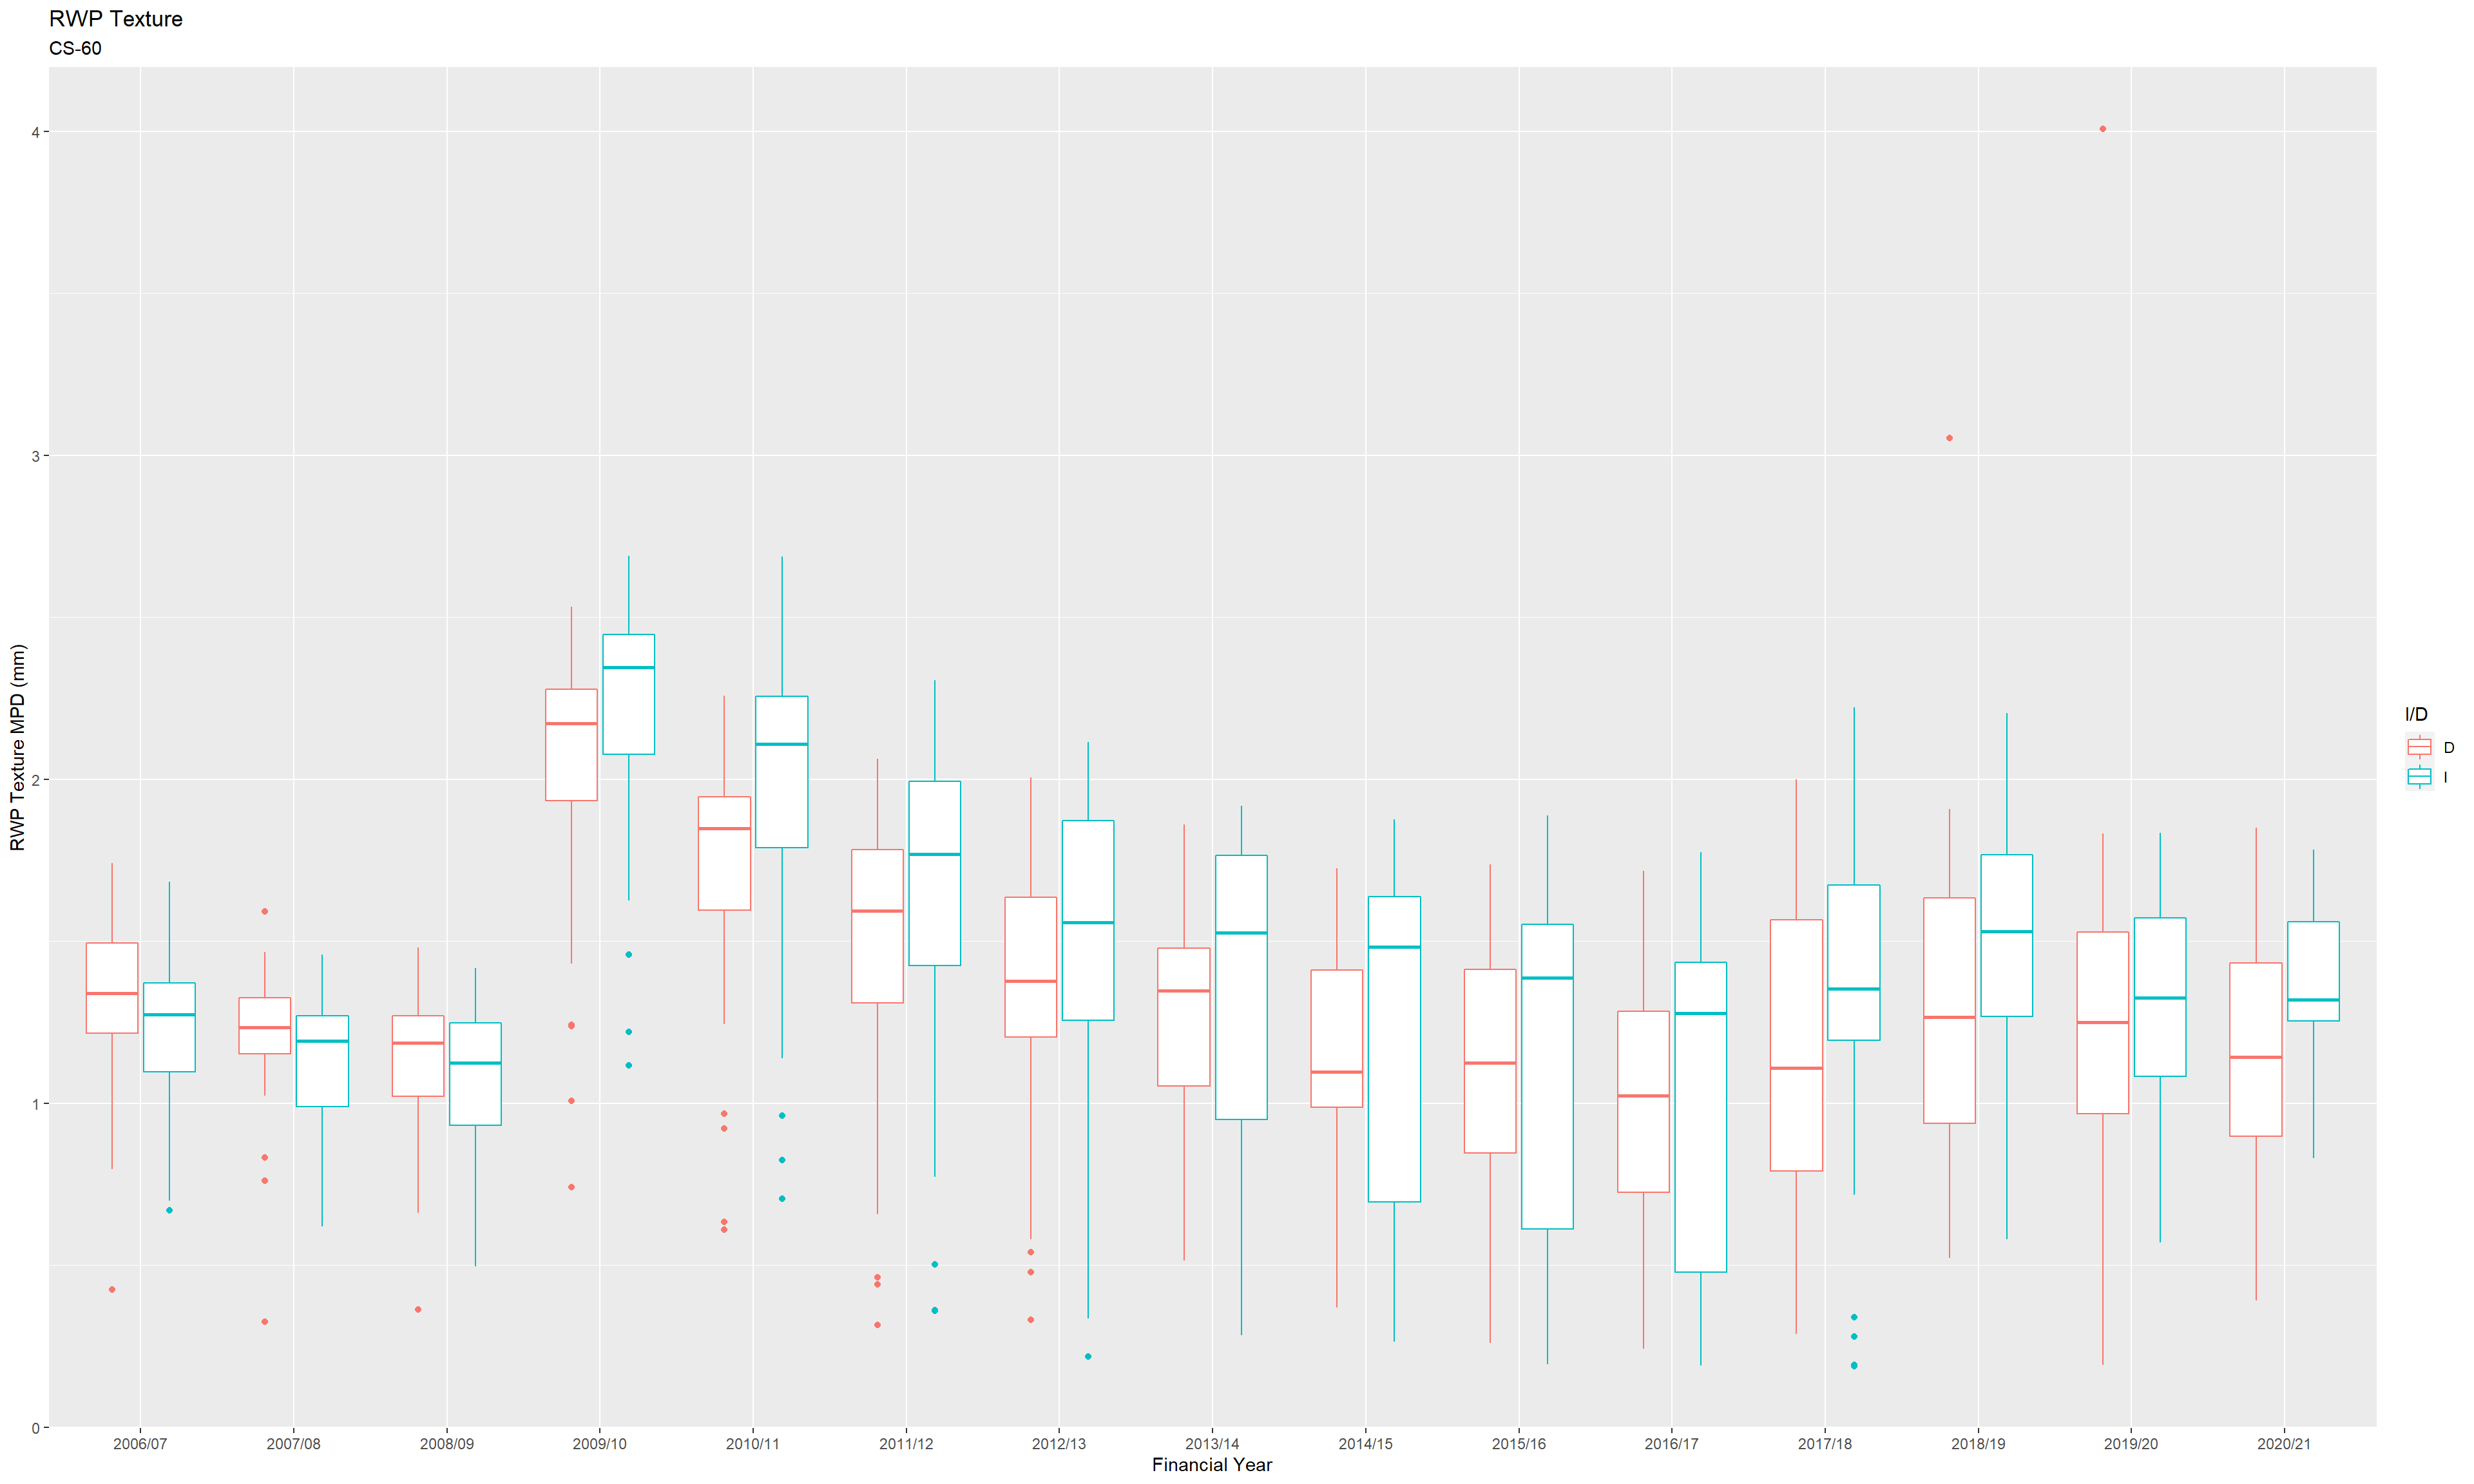 RWP Texture
CS-60
RWP Texture MPD (mm)
4
3
2
1
0
2006/07 2007/08 2008/09 2009/10 2010/11 2011/12 2012/13 2013/14 2014/15 2015/16 2016/17 2017/18 2018/19 2019/20 2020/21
Financial Year
I/D
D
I